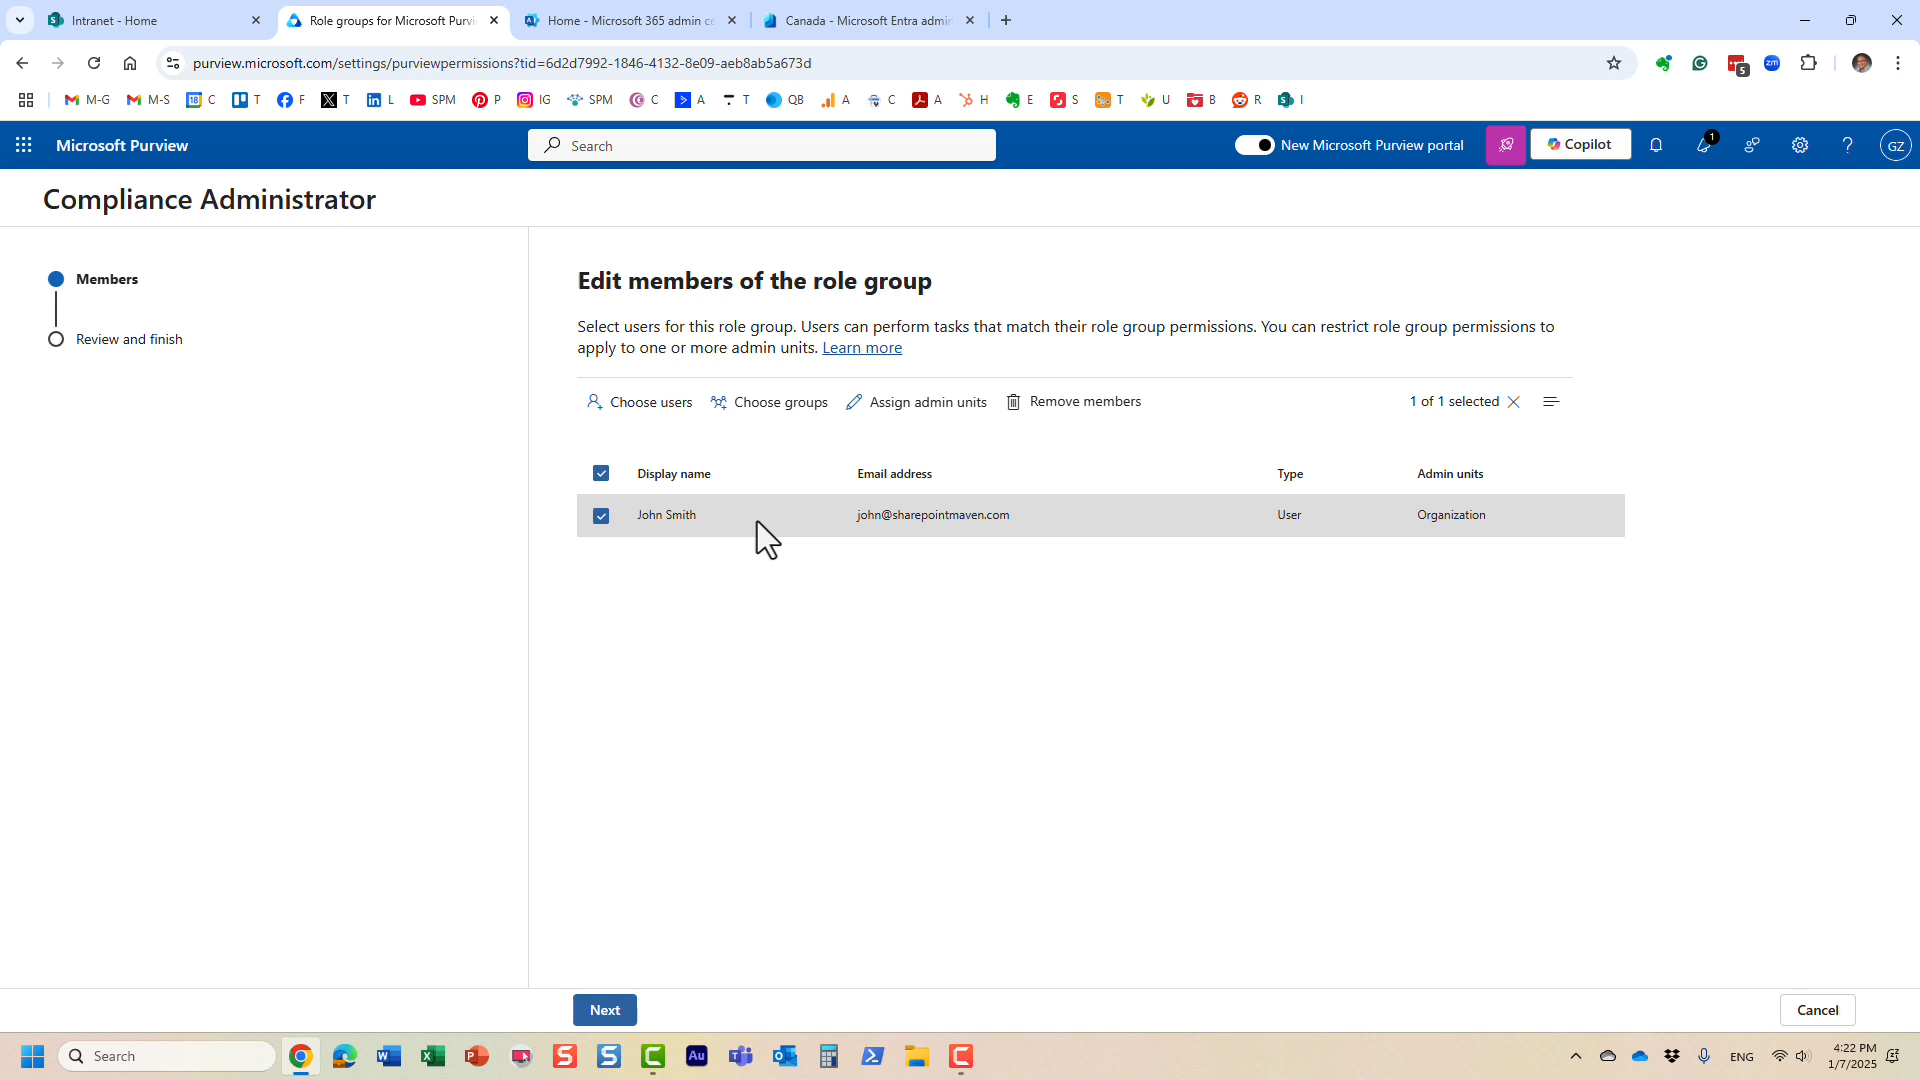 Intranet - Home
Role groups for Microsoft Purvi
Home - Microsoft 365 admin ce
Canada - Microsoft Entra admin
purview.microsoft.com/settings/purviewpermissions?tid=6d2d7992-1846-4132-8e09-aeb8ab5a673d
5
zm
M-G
M-S
18 C
T
F
T
L
SPM
P
IG
SPM
C
A
T
QB
A
C
A
H
E
S
T
U
B
R
I
Microsoft Purview
Search
New Microsoft Purview portal
Copilot
1
GZ
Compliance Administrator
Members
Review and finish
Edit members of the role group
Select users for this role group. Users can perform tasks that match their role group permissions. You can restrict role group permissions to
apply to one or more admin units. Learn more
Choose users
Choose groups
Assign admin units
Remove members
1 of 1 selected
Display name
Email address
Type
Admin units
John Smith
john@sharepointmaven.com
User
Organization
Next
Cancel
Search
Au
ENG
4:22 PM
1/7/2025